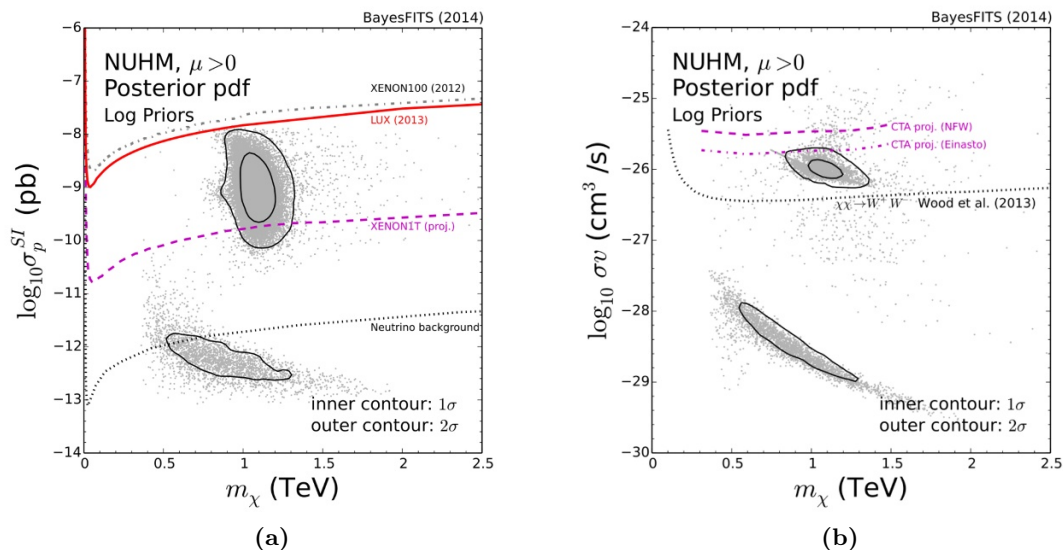 BayesFITS (2014)
NUHM, μ > 0
Posterior pdf
Log Priors
XENON100 (2012)
LUX (2013)
XENON1T (proj.)
Neutrino background
inner contour: 1σ
outer contour: 2σ
log₁₀σₚˢᴵ (pb)
−6
−7
−8
−9
−10
−11
−12
−13
−14
0
0.5
1
1.5
2
2.5
mχ (TeV)
(a)
BayesFITS (2014)
NUHM, μ > 0
Posterior pdf
Log Priors
CTA proj. (NFW)
CTA proj. (Einasto)
χχ→W⁺W⁻ Wood et al. (2013)
inner contour: 1σ
outer contour: 2σ
log₁₀ σv (cm³/s)
−24
−25
−26
−27
−28
−29
−30
0
0.5
1
1.5
2
2.5
mχ (TeV)
(b)